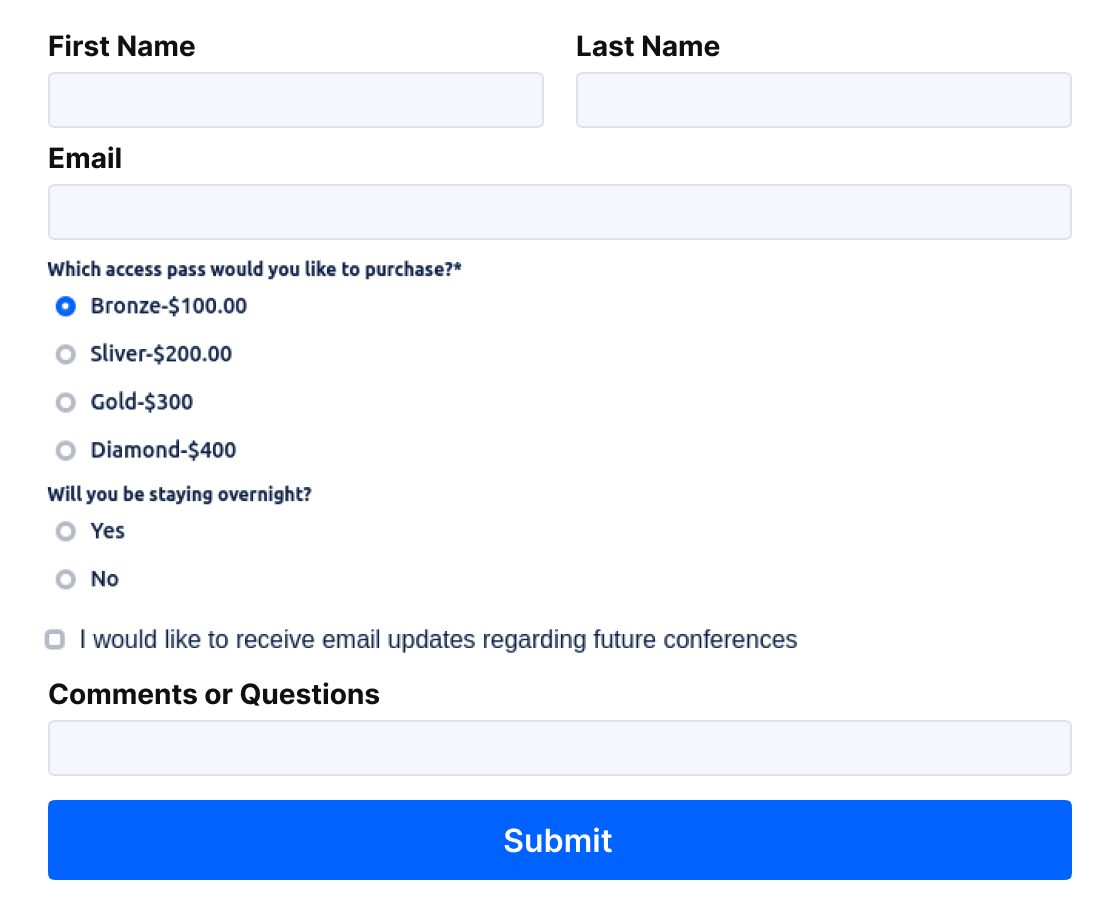 First Name
Last Name
Email
Which access pass would you like to purchase?*
Bronze-$100.00
Sliver-$200.00
Gold-$300
Diamond-$400
Will you be staying overnight?
Yes
No
I would like to receive email updates regarding future conferences
Comments or Questions
Submit